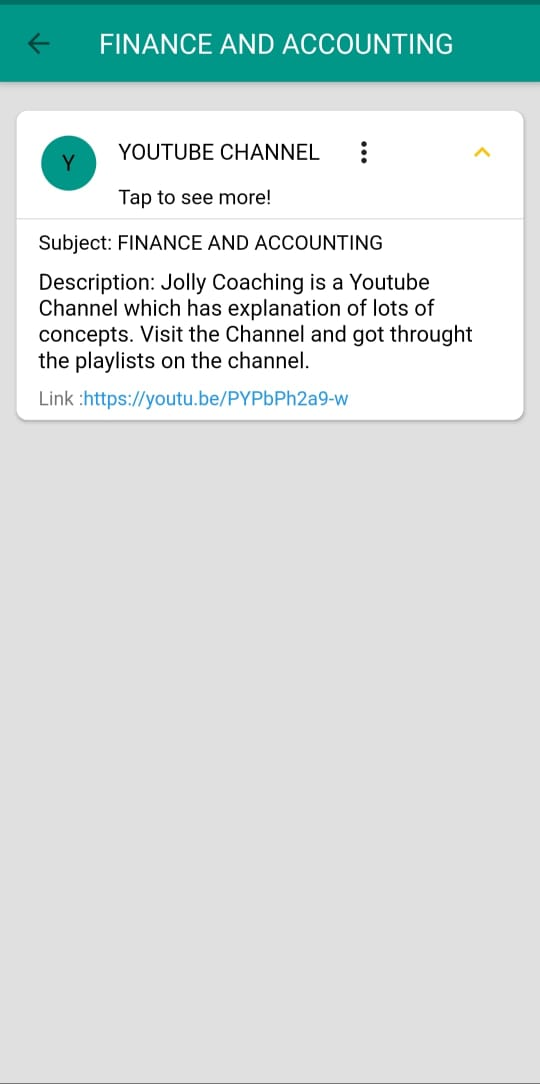 FINANCE AND ACCOUNTING
Y
YOUTUBE CHANNEL
Tap to see more!
Subject: FINANCE AND ACCOUNTING
Description: Jolly Coaching is a Youtube
Channel which has explanation of lots of
concepts. Visit the Channel and got throught
the playlists on the channel.
Link :https://youtu.be/PYPbPh2a9-w